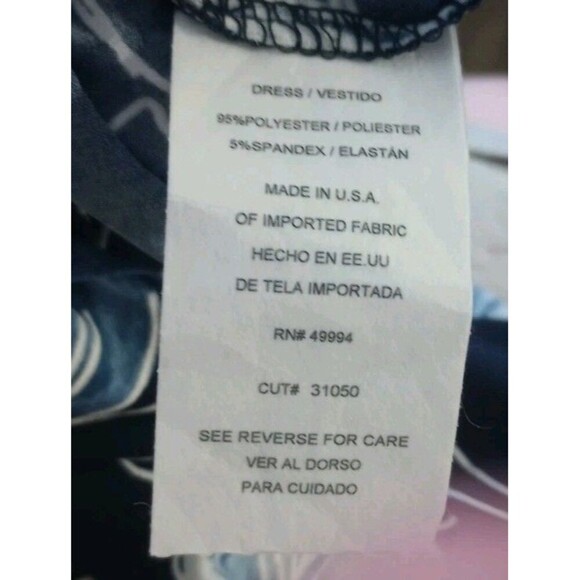 DRESS / VESTIDO
95%POLYESTER / POLIESTER
5%SPANDEX / ELASTÁN
MADE IN U.S.A.
OF IMPORTED FABRIC
HECHO EN EE.UU
DE TELA IMPORTADA
RN# 49994
CUT# 31050
SEE REVERSE FOR CARE
VER AL DORSO
PARA CUIDADO